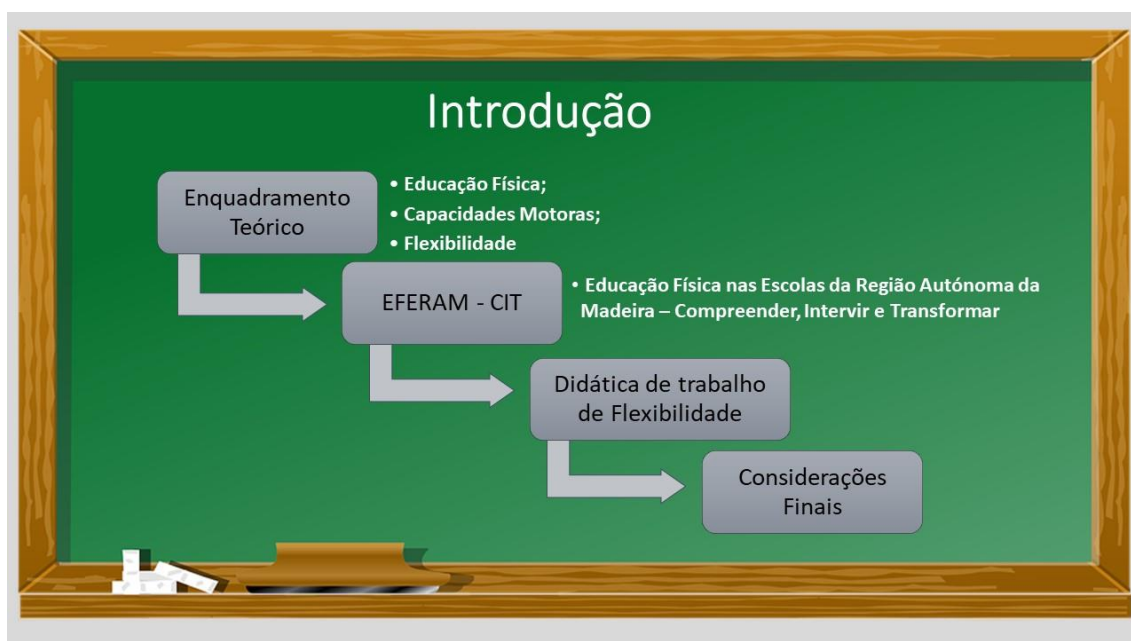 Introdução
Enquadramento
Teórico
• Educação Física;
• Capacidades Motoras;
• Flexibilidade
EFERAM - CIT
• Educação Física nas Escolas da Região Autónoma da
Madeira – Compreender, Intervir e Transformar
Didática de trabalho
de Flexibilidade
Considerações
Finais